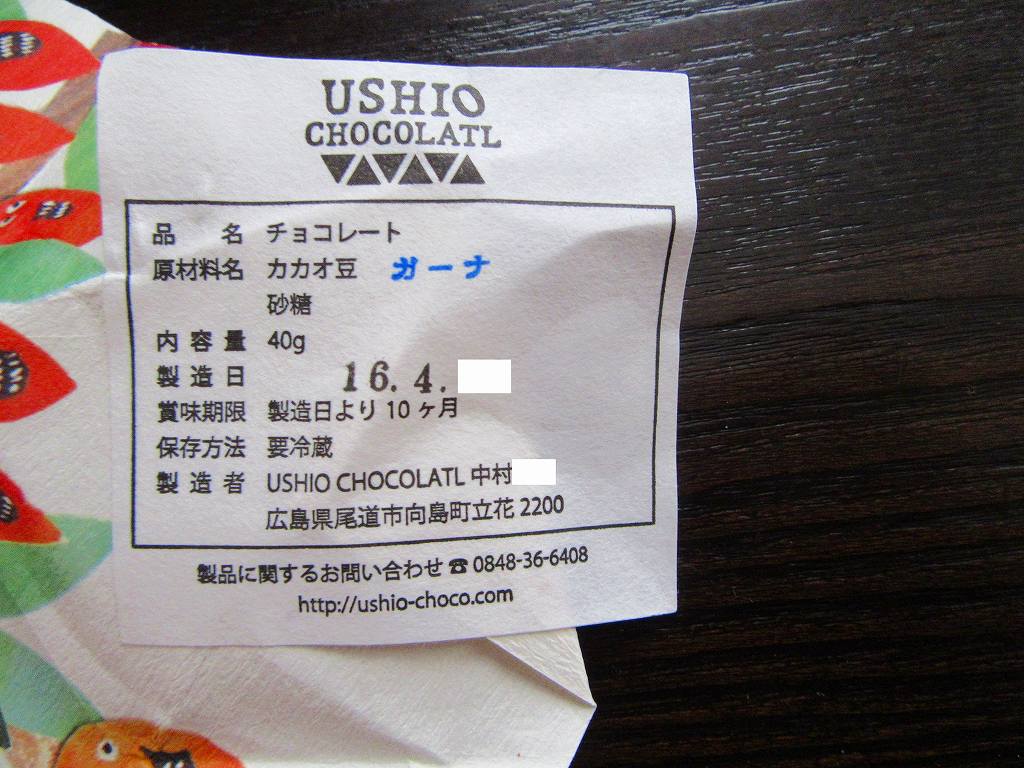 USHIO
CHOCOLATL
品 名 チョコレート
原材料名 カカオ豆 ガーナ
砂糖
内容量 40g
製造日 16.4.
賞味期限 製造日より10ヶ月
保存方法 要冷蔵
製造者 USHIO CHOCOLATL 中村
広島県尾道市向島町立花 2200
製品に関するお問い合わせ ☎ 0848-36-6408
http://ushio-choco.com